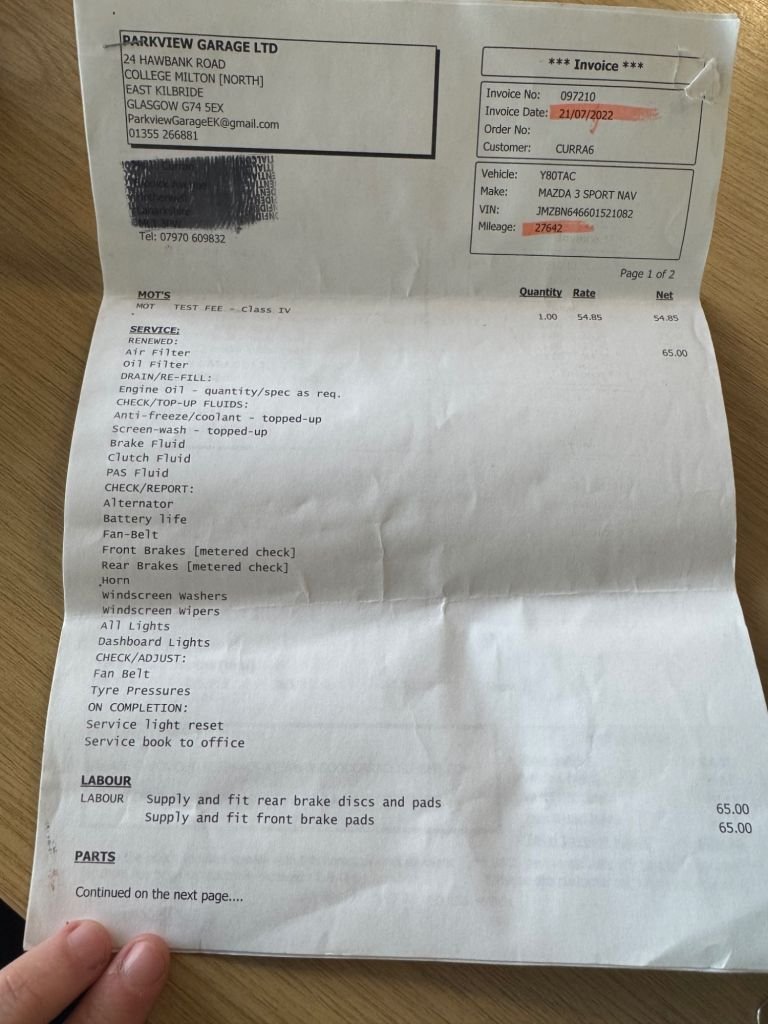 PARKVIEW GARAGE LTD
24 HAWBANK ROAD
COLLEGE MILTON [NORTH]
EAST KILBRIDE
GLASGOW G74 5EX
ParkviewGarageEK@gmail.com
01355 266881
*** Invoice ***
Invoice No: 097210
Invoice Date: 21/07/2022
Order No:
Customer: CURRA6
Tel: 07970 609832
Vehicle: Y80TAC
Make: MAZDA 3 SPORT NAV
VIN: JMZBN646601521082
Mileage: 27642
Page 1 of 2
Quantity Rate Net
MOT'S
MOT TEST FEE - Class IV 1.00 54.85 54.85
SERVICE:
RENEWED:
Air Filter 65.00
Oil Filter
DRAIN/RE-FILL:
Engine Oil - quantity/spec as req.
CHECK/TOP-UP FLUIDS:
Anti-freeze/coolant - topped-up
Screen-wash - topped-up
Brake Fluid
Clutch Fluid
PAS Fluid
CHECK/REPORT:
Alternator
Battery life
Fan-Belt
Front Brakes [metered check]
Rear Brakes [metered check]
Horn
Windscreen Washers
Windscreen Wipers
All Lights
Dashboard Lights
CHECK/ADJUST:
Fan Belt
Tyre Pressures
ON COMPLETION:
Service light reset
Service book to office
LABOUR
LABOUR Supply and fit rear brake discs and pads 65.00
Supply and fit front brake pads 65.00
PARTS
Continued on the next page....